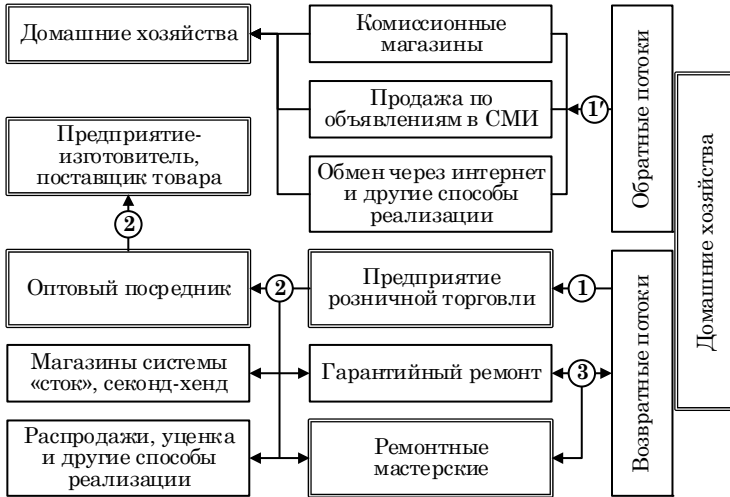 Домашние хозяйства
Комиссионные
магазины
Продажа по
объявлениям в СМИ
Обмен через интернет
и другие способы
реализации
1′
Обратные потоки
Домашние хозяйства
Предприятие-
изготовитель,
поставщик товара
2
Оптовый посредник
2
Предприятие
розничной торговли
1
Возвратные потоки
Магазины системы
«сток», секонд-хенд
Гарантийный ремонт
3
Распродажи, уценка
и другие способы
реализации
Ремонтные
мастерские